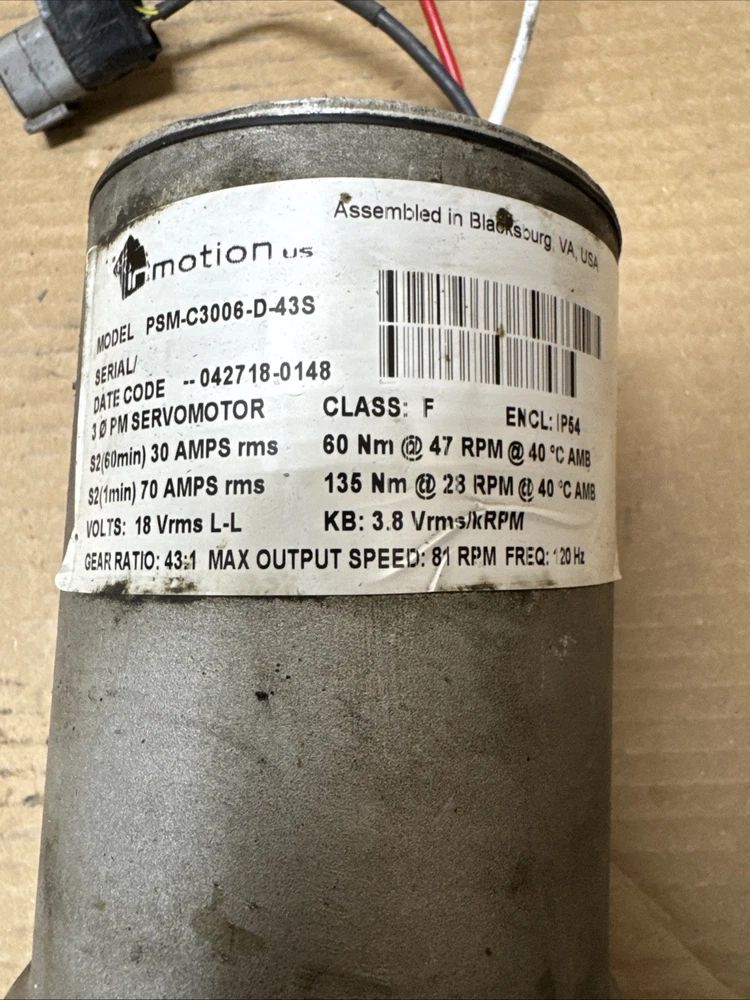 Assembled in Blacksburg, VA, USA
motion us
MODEL PSM-C3006-D-43S
SERIAL/
DATE CODE -- 042718-0148
3 Ø PM SERVOMOTOR CLASS: F ENCL: IP54
S2(60min) 30 AMPS rms 60 Nm @ 47 RPM @ 40 °C AMB
S2(1min) 70 AMPS rms 135 Nm @ 28 RPM @ 40 °C AMB
VOLTS: 18 Vrms L-L KB: 3.8 Vrms/kRPM
GEAR RATIO: 43:1 MAX OUTPUT SPEED: 81 RPM FREQ: 120 Hz